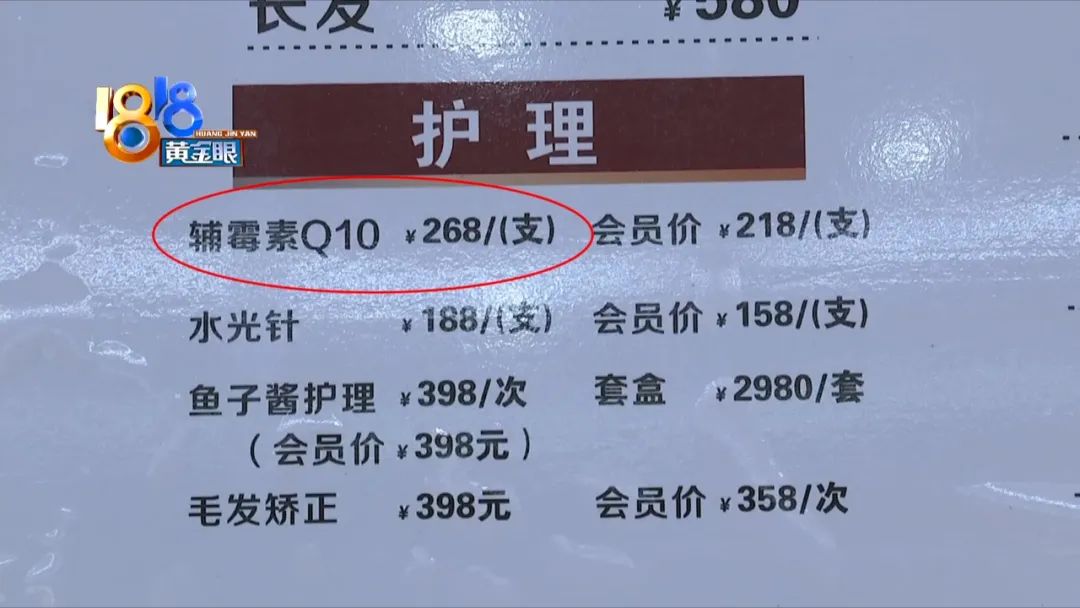 长发 ¥580
1818
HUANG JIN YAN
黄金眼
护理
辅霉素Q10 ¥268/(支) 会员价 ¥218/(支)
水光针 ¥188/(支) 会员价 ¥158/(支)
鱼子酱护理 ¥398/次 套盒 ¥2980/套
（会员价 ¥398元）
毛发矫正 ¥398元 会员价 ¥358/次